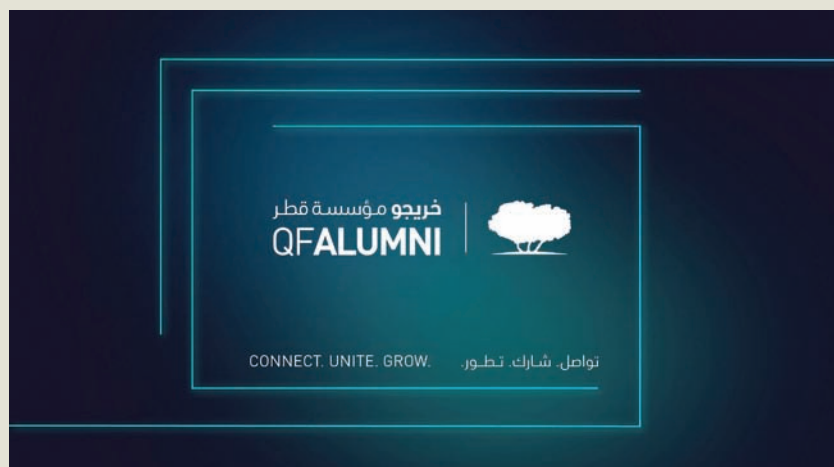 خريجو مؤسسة قطر
QFALUMNI
CONNECT. UNITE. GROW.
تواصل. شارك. تطور.